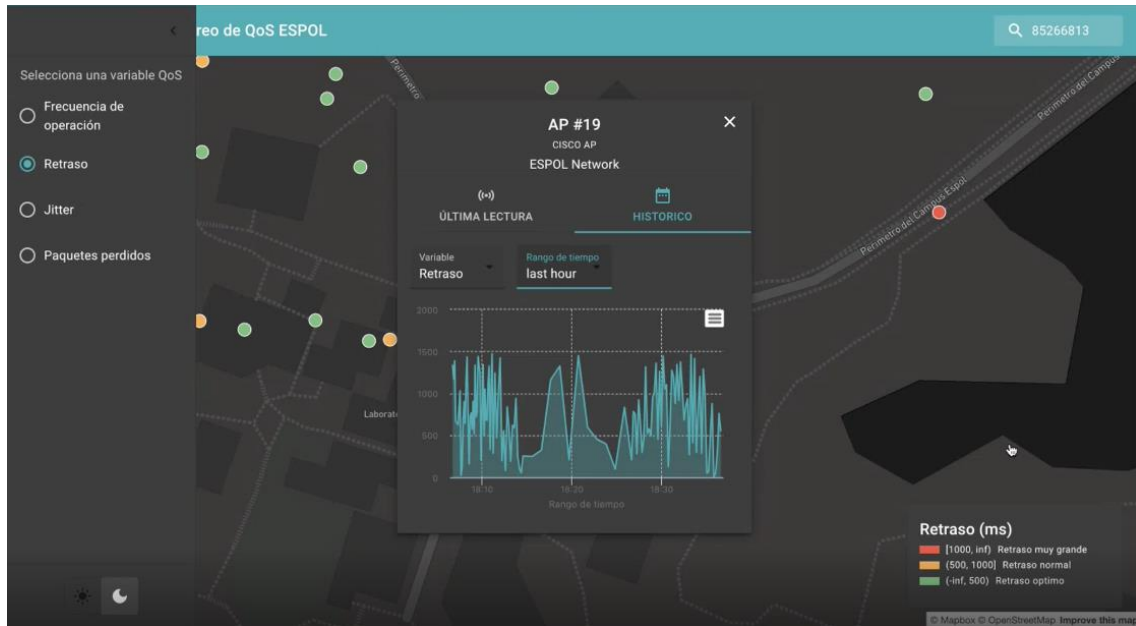 reo de QoS ESPOL
85266813
Selecciona una variable QoS
Frecuencia de
operación
Retraso
Jitter
Paquetes perdidos
Perimetro
Perimetro del Campus
Perimetro del Campus Espol
AP #19
CISCO AP
ESPOL Network
ÚLTIMA LECTURA
HISTORICO
Variable
Retraso
Rango de tiempo
last hour
2000
1500
1000
500
0
18:10
18:20
18:30
Rango de tiempo
Laborato
Retraso (ms)
[1000, inf) Retraso muy grande
(500, 1000] Retraso normal
(-inf, 500) Retraso optimo
© Mapbox © OpenStreetMap Improve this map